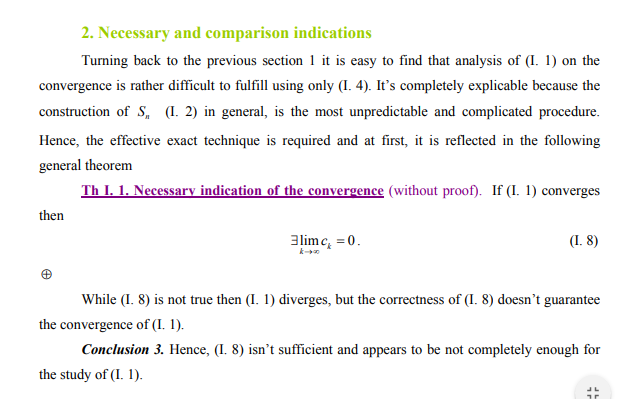 2. Necessary and comparison indications
Turning back to the previous section 1 it is easy to find that analysis of (I. 1) on the
convergence is rather difficult to fulfill using only (I. 4). It's completely explicable because the
construction of Sₙ (I. 2) in general, is the most unpredictable and complicated procedure.
Hence, the effective exact technique is required and at first, it is reflected in the following
general theorem
Th I. 1. Necessary indication of the convergence (without proof). If (I. 1) converges
then
∃ lim cₖ = 0. (I. 8)
k→∞
⊕
While (I. 8) is not true then (I. 1) diverges, but the correctness of (I. 8) doesn't guarantee
the convergence of (I. 1).
Conclusion 3. Hence, (I. 8) isn't sufficient and appears to be not completely enough for
the study of (I. 1).